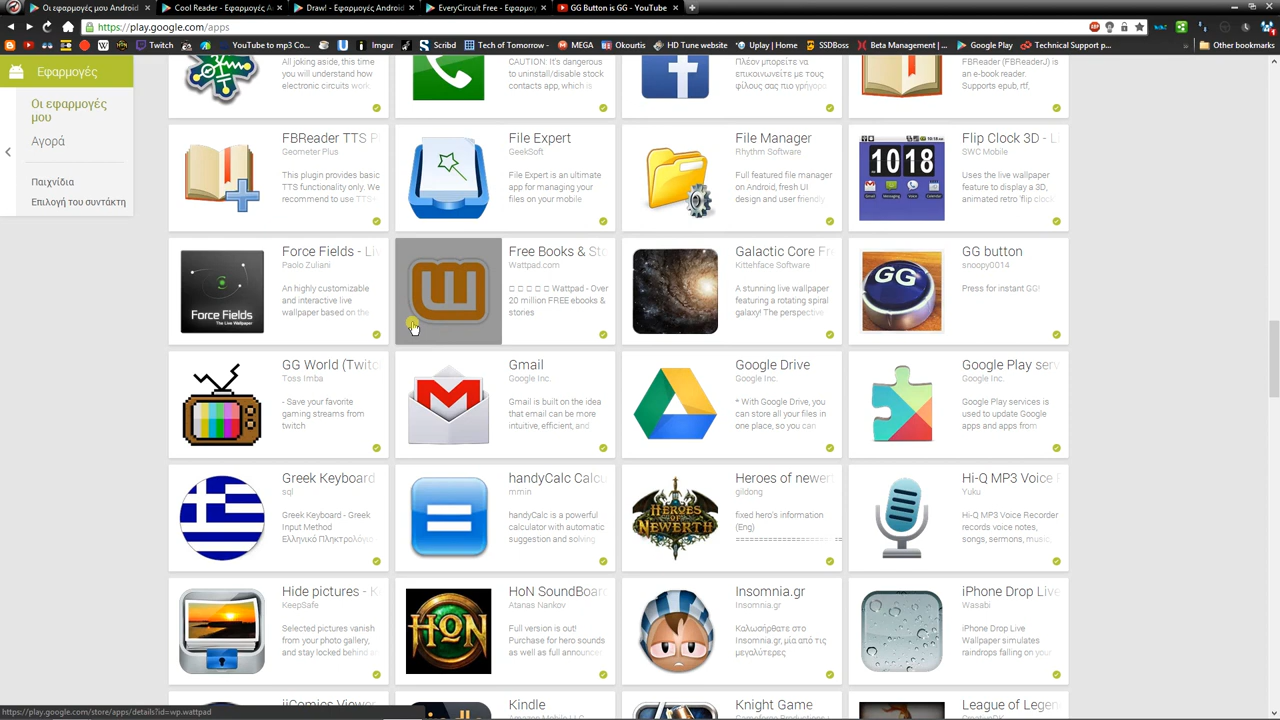 Οι εφαρμογές μου Android
Cool Reader - Εφαρμογές Α
Draw! - Εφαρμογές Android
EveryCircuit Free - Εφαρμογ
GG Button is GG - YouTube
https://play.google.com/apps
Twitch
YouTube to mp3 Co...
Imgur
Scribd
Tech of Tomorrow -
MEGA
Okourtis
HD Tune website
Uplay | Home
SSDBoss
Beta Management |...
Google Play
Technical Support p...
Other bookmarks
Εφαρμογές
Οι εφαρμογές
μου
Αγορά
Παιχνίδια
Επιλογή του συντάκτη
All joking aside, this time
you will understand how
electronic circuits work.
CAUTION: It's dangerous
to uninstall/disable stock
contacts app, which is
Πλέον μπορείτε να
επικοινωνείτε με τους
φίλους σας πιο γρήγορα
FBReader (FBReaderJ) is
an e-book reader.
Supports epub, rtf,
FBReader TTS P
Geometer Plus
This plugin provides basic
TTS functionality only. We
recommend to use TTS
File Expert
GeekSoft
File Expert is an ultimate
app for managing your
files on your mobile
File Manager
Rhythm Software
Full featured file manager
on Android, fresh UI
design and user friendly
10 18
Flip Clock 3D - L
SWC Mobile
Uses the live wallpaper
feature to display a 3D,
animated retro 'flip clock
Force Fields
The Live Wallpaper
Force Fields - Liv
Paolo Zuliani
An highly customizable
and interactive live
wallpaper based on the
Free Books & Sto
Wattpad.com
Wattpad - Over
20 million FREE ebooks &
stories
Galactic Core Fre
Kittehface Software
A stunning live wallpaper
featuring a rotating spiral
galaxy! The perspective
GG
GG button
snoopy0014
Press for instant GG!
GG World (Twitc
Toss Imba
- Save your favorite
gaming streams from
twitch
Gmail
Google Inc.
Gmail is built on the idea
that email can be more
intuitive, efficient, and
Google Drive
Google Inc.
* With Google Drive, you
can store all your files in
one place, so you can
Google Play serv
Google Inc.
Google Play services is
used to update Google
apps and apps from
Greek Keyboard
sql
Greek Keyboard - Greek
Input Method
Ελληνικό Πληκτρολόγιο
handyCalc Calcu
mmin
handyCalc is a powerful
calculator with automatic
suggestion and solving
HEROES
OF
NEWERTH
Heroes of newer
gildong
fixed hero's information
(Eng)
====================
Hi-Q MP3 Voice R
Yuku
Hi-Q MP3 Voice Recorder
records voice notes,
songs, sermons, music,
Hide pictures - K
KeepSafe
Selected pictures vanish
from your photo gallery,
and stay locked behind
HON
HoN SoundBoar
Atanas Nankov
Full version is out!
Purchase for hero sounds
as well as full announcer
Insomnia.gr
Insomnia.gr
Καλωσήρθατε στο
Insomnia.gr, μία από τις
μεγαλύτερες
iPhone Drop Live
Wasabi
iPhone Drop Live
Wallpaper simulates
raindrops falling on your
Kindle
Knight Game
League of Legen
https://play.google.com/store/apps/details?id=wp.wattpad